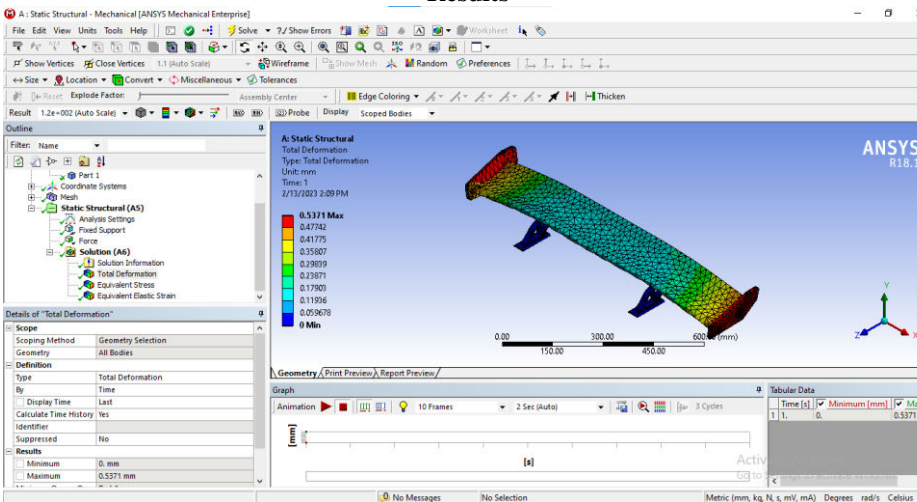 Results
A : Static Structural - Mechanical [ANSYS Mechanical Enterprise]
File Edit View Units Tools Help Solve ?/ Show Errors Worksheet
Show Vertices Close Vertices 1.1 (Auto Scale) Wireframe Show Mesh Random Preferences
Size Location Convert Miscellaneous Tolerances
Reset Explode Factor: Assembly Center Edge Coloring Thicken
Result 1.2e+002 (Auto Scale) Probe Display Scoped Bodies
Outline
Filter: Name
Part 1
Coordinate Systems
Mesh
Static Structural (A5)
Analysis Settings
Fixed Support
Force
Solution (A6)
Solution Information
Total Deformation
Equivalent Stress
Equivalent Elastic Strain
Details of "Total Deformation"
Scope
Scoping Method Geometry Selection
Geometry All Bodies
Definition
Type Total Deformation
By Time
Display Time Last
Calculate Time History Yes
Identifier
Suppressed No
Results
Minimum 0. mm
Maximum 0.5371 mm
A: Static Structural
Total Deformation
Type: Total Deformation
Unit: mm
Time: 1
2/13/2023 2:09 PM
0.5371 Max
0.47742
0.41775
0.35807
0.29839
0.23871
0.17903
0.11936
0.059678
0 Min
ANSYS
R18.1
0.00 300.00 600.00 (mm)
150.00 450.00
Y
Z X
Geometry Print Preview Report Preview
Graph
Animation 10 Frames 2 Sec (Auto) 3 Cycles
[mm]
[s]
Tabular Data
Time [s] Minimum [mm] Ma
1 1. 0. 0.5371
Activ
Go to
No Messages No Selection Metric (mm, kg, N, s, mV, mA) Degrees rad/s Celsius